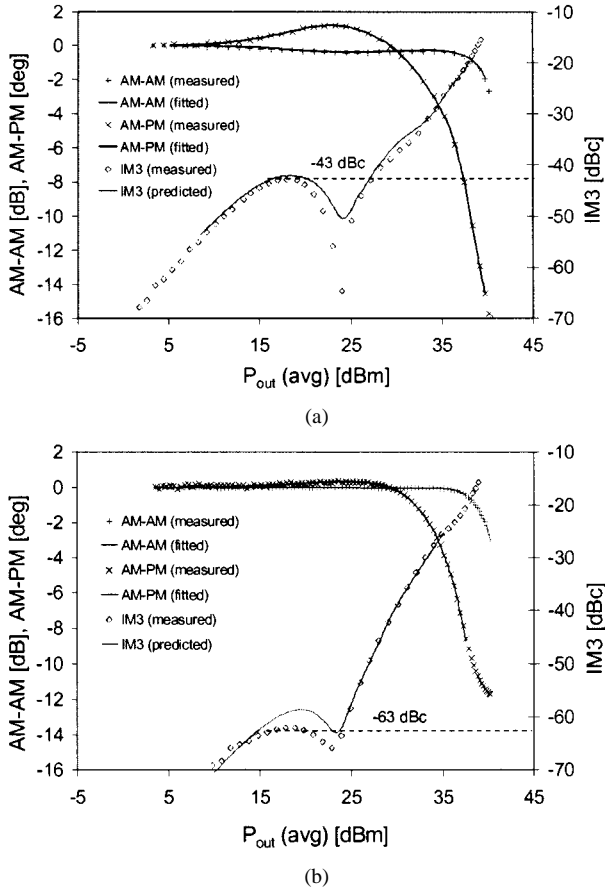 2
0
-2
-4
-6
-8
-10
-12
-14
-16
AM-AM [dB], AM-PM [deg]
+ AM-AM (measured)
AM-AM (fitted)
× AM-PM (measured)
AM-PM (fitted)
◇ IM3 (measured)
IM3 (predicted)
-43 dBc
-10
-20
-30
-40
-50
-60
-70
IM3 [dBc]
-5 5 15 25 35 45
Pout (avg) [dBm]
(a)
2
0
-2
-4
-6
-8
-10
-12
-14
-16
AM-AM [dB], AM-PM [deg]
+ AM-AM (measured)
AM-AM (fitted)
× AM-PM (measured)
AM-PM (fitted)
◇ IM3 (measured)
IM3 (predicted)
-63 dBc
-10
-20
-30
-40
-50
-60
-70
IM3 [dBc]
-5 5 15 25 35 45
Pout (avg) [dBm]
(b)